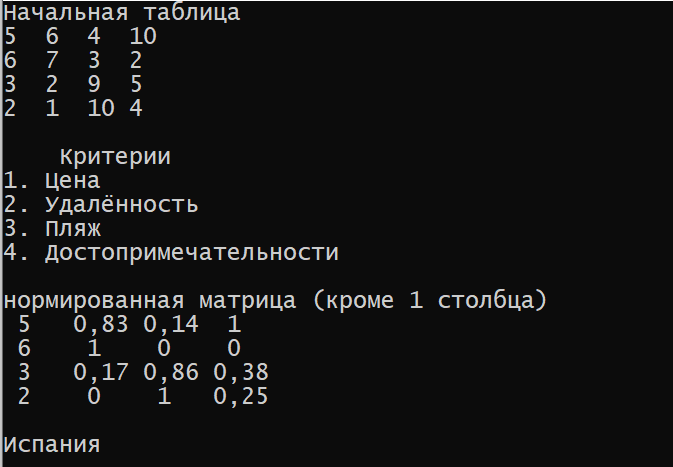 Начальная таблица
5 6 4 10
6 7 3 2
3 2 9 5
2 1 10 4
Критерии
1. Цена
2. Удалённость
3. Пляж
4. Достопримечательности
нормированная матрица (кроме 1 столбца)
5 0,83 0,14 1
6 1 0 0
3 0,17 0,86 0,38
2 0 1 0,25
Испания